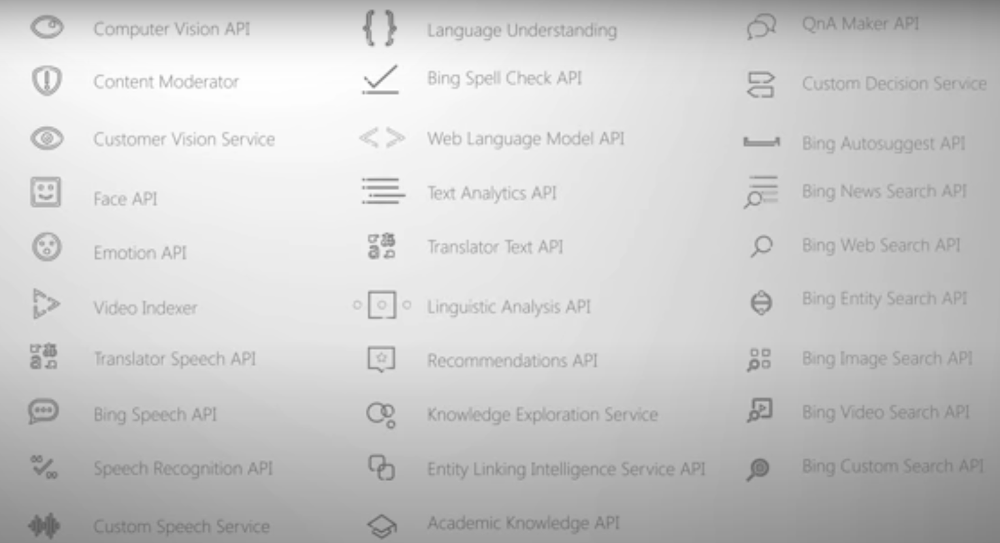 Computer Vision API
Content Moderator
Customer Vision Service
Face API
Emotion API
Video Indexer
Translator Speech API
Bing Speech API
Speech Recognition API
Custom Speech Service
Language Understanding
Bing Spell Check API
Web Language Model API
Text Analytics API
Translator Text API
Linguistic Analysis API
Recommendations API
Knowledge Exploration Service
Entity Linking Intelligence Service API
Academic Knowledge API
QnA Maker API
Custom Decision Service
Bing Autosuggest API
Bing News Search API
Bing Web Search API
Bing Entity Search API
Bing Image Search API
Bing Video Search API
Bing Custom Search API